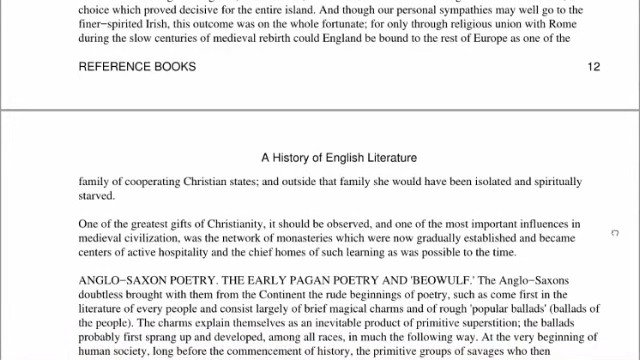 choice which proved decisive for the entire island. And though our personal sympathies may well go to the
finer−spirited Irish, this outcome was on the whole fortunate; for only through religious union with Rome
during the slow centuries of medieval rebirth could England be bound to the rest of Europe as one of the
REFERENCE BOOKS 12
A History of English Literature
family of cooperating Christian states; and outside that family she would have been isolated and spiritually
starved.
One of the greatest gifts of Christianity, it should be observed, and one of the most important influences in
medieval civilization, was the network of monasteries which were now gradually established and became
centers of active hospitality and the chief homes of such learning as was possible to the time.
ANGLO−SAXON POETRY. THE EARLY PAGAN POETRY AND 'BEOWULF.' The Anglo−Saxons
doubtless brought with them from the Continent the rude beginnings of poetry, such as come first in the
literature of every people and consist largely of brief magical charms and of rough 'popular ballads' (ballads of
the people). The charms explain themselves as an inevitable product of primitive superstition; the ballads
probably first sprang up and developed, among all races, in much the following way. At the very beginning of
human society, long before the commencement of history, the primitive groups of savages who then